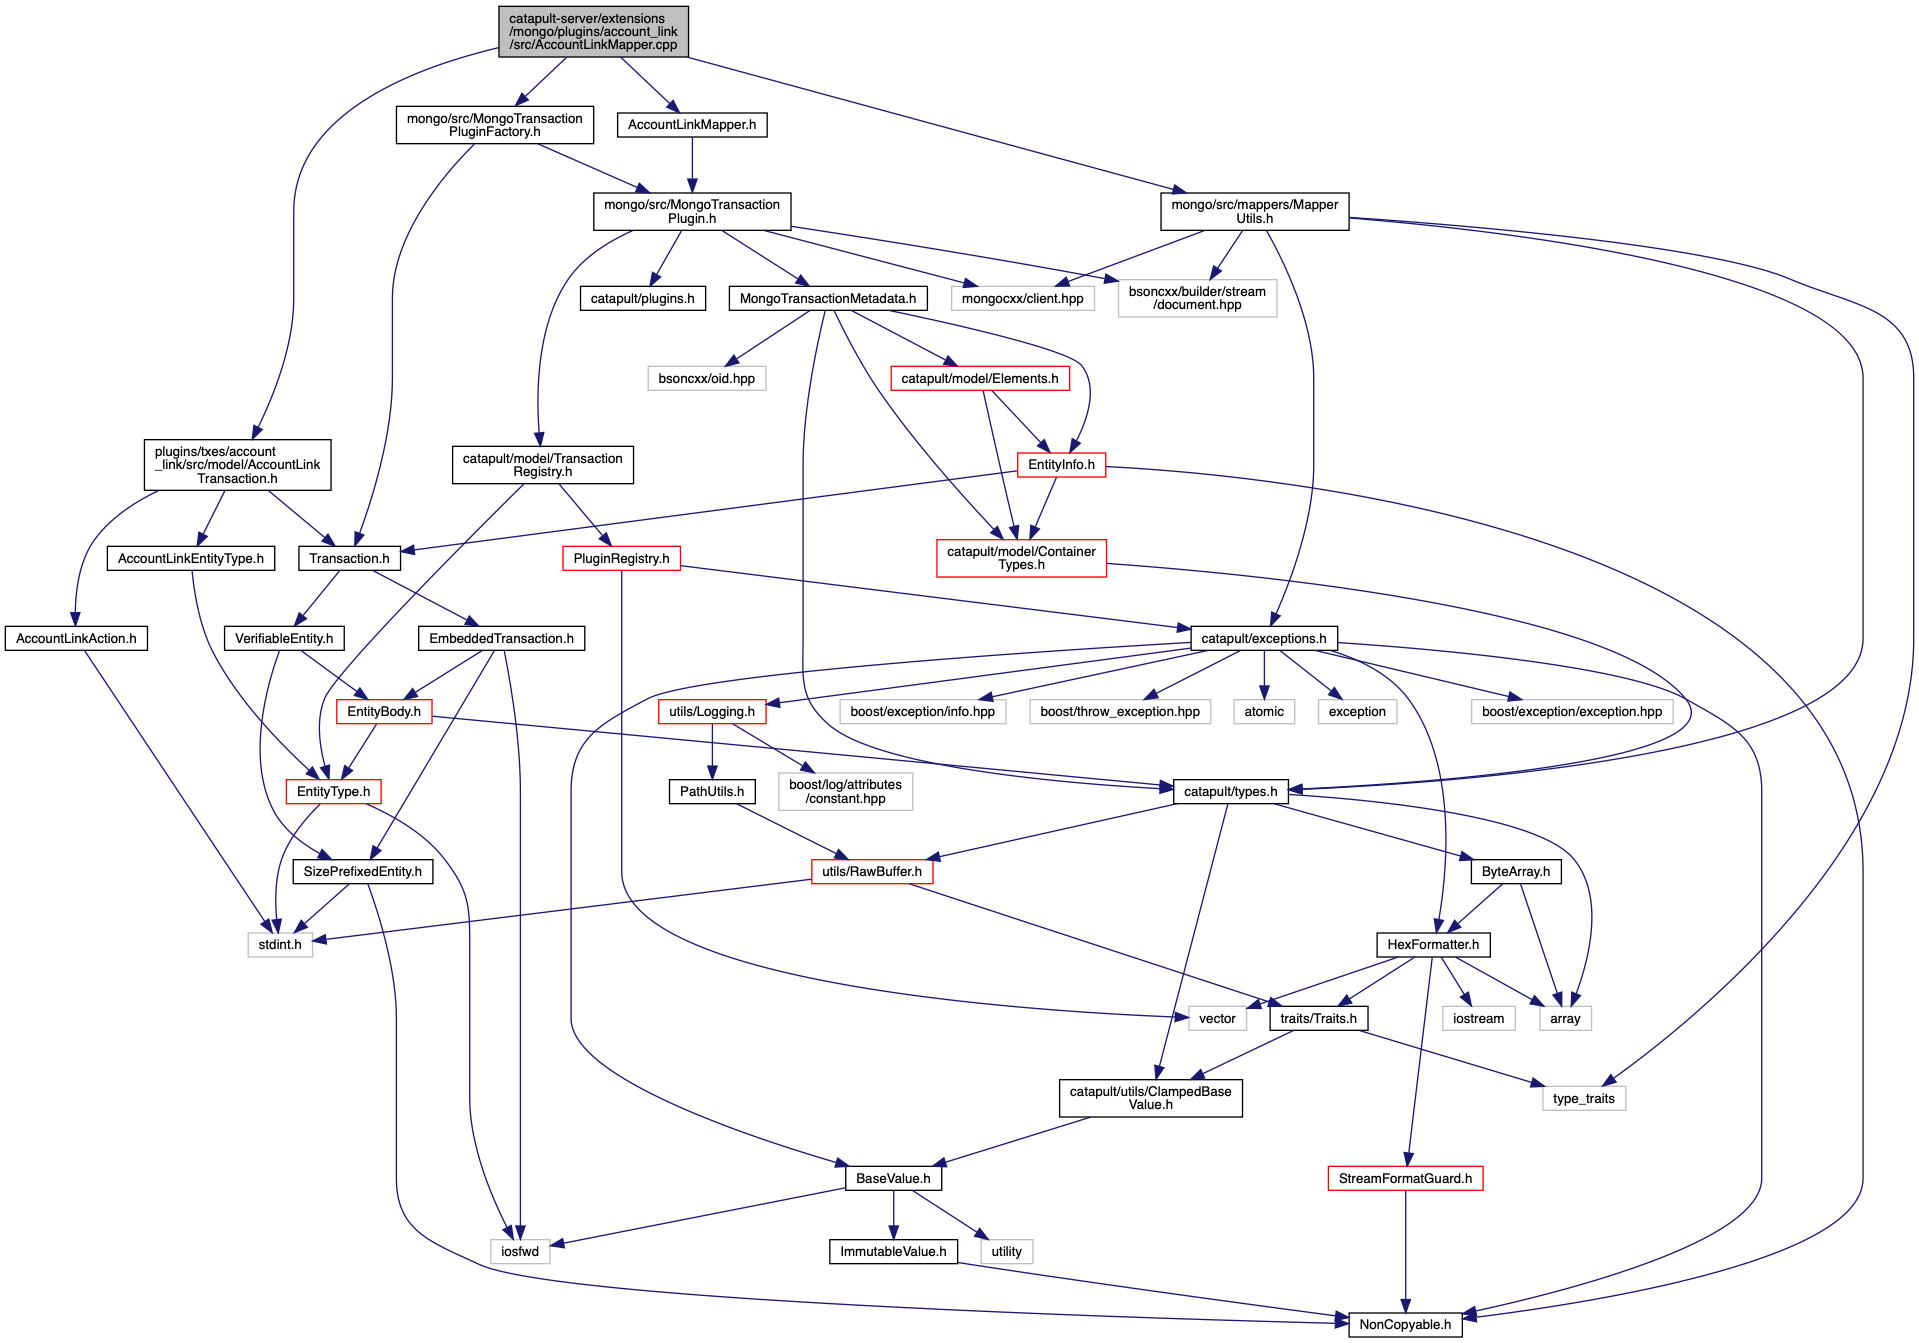 catapult-server/extensions
/mongo/plugins/account_link
/src/AccountLinkMapper.cpp
mongo/src/MongoTransaction
PluginFactory.h
AccountLinkMapper.h
mongo/src/MongoTransaction
Plugin.h
mongo/src/mappers/Mapper
Utils.h
catapult/plugins.h
MongoTransactionMetadata.h
mongocxx/client.hpp
bsoncxx/builder/stream
/document.hpp
bsoncxx/oid.hpp
catapult/model/Elements.h
plugins/txes/account
_link/src/model/AccountLink
Transaction.h
catapult/model/Transaction
Registry.h
EntityInfo.h
AccountLinkEntityType.h
Transaction.h
PluginRegistry.h
catapult/model/Container
Types.h
AccountLinkAction.h
VerifiableEntity.h
EmbeddedTransaction.h
catapult/exceptions.h
EntityBody.h
utils/Logging.h
boost/exception/info.hpp
boost/throw_exception.hpp
atomic
exception
boost/exception/exception.hpp
EntityType.h
PathUtils.h
boost/log/attributes
/constant.hpp
catapult/types.h
SizePrefixedEntity.h
utils/RawBuffer.h
ByteArray.h
stdint.h
HexFormatter.h
vector
traits/Traits.h
iostream
array
catapult/utils/ClampedBase
Value.h
type_traits
BaseValue.h
StreamFormatGuard.h
iosfwd
ImmutableValue.h
utility
NonCopyable.h